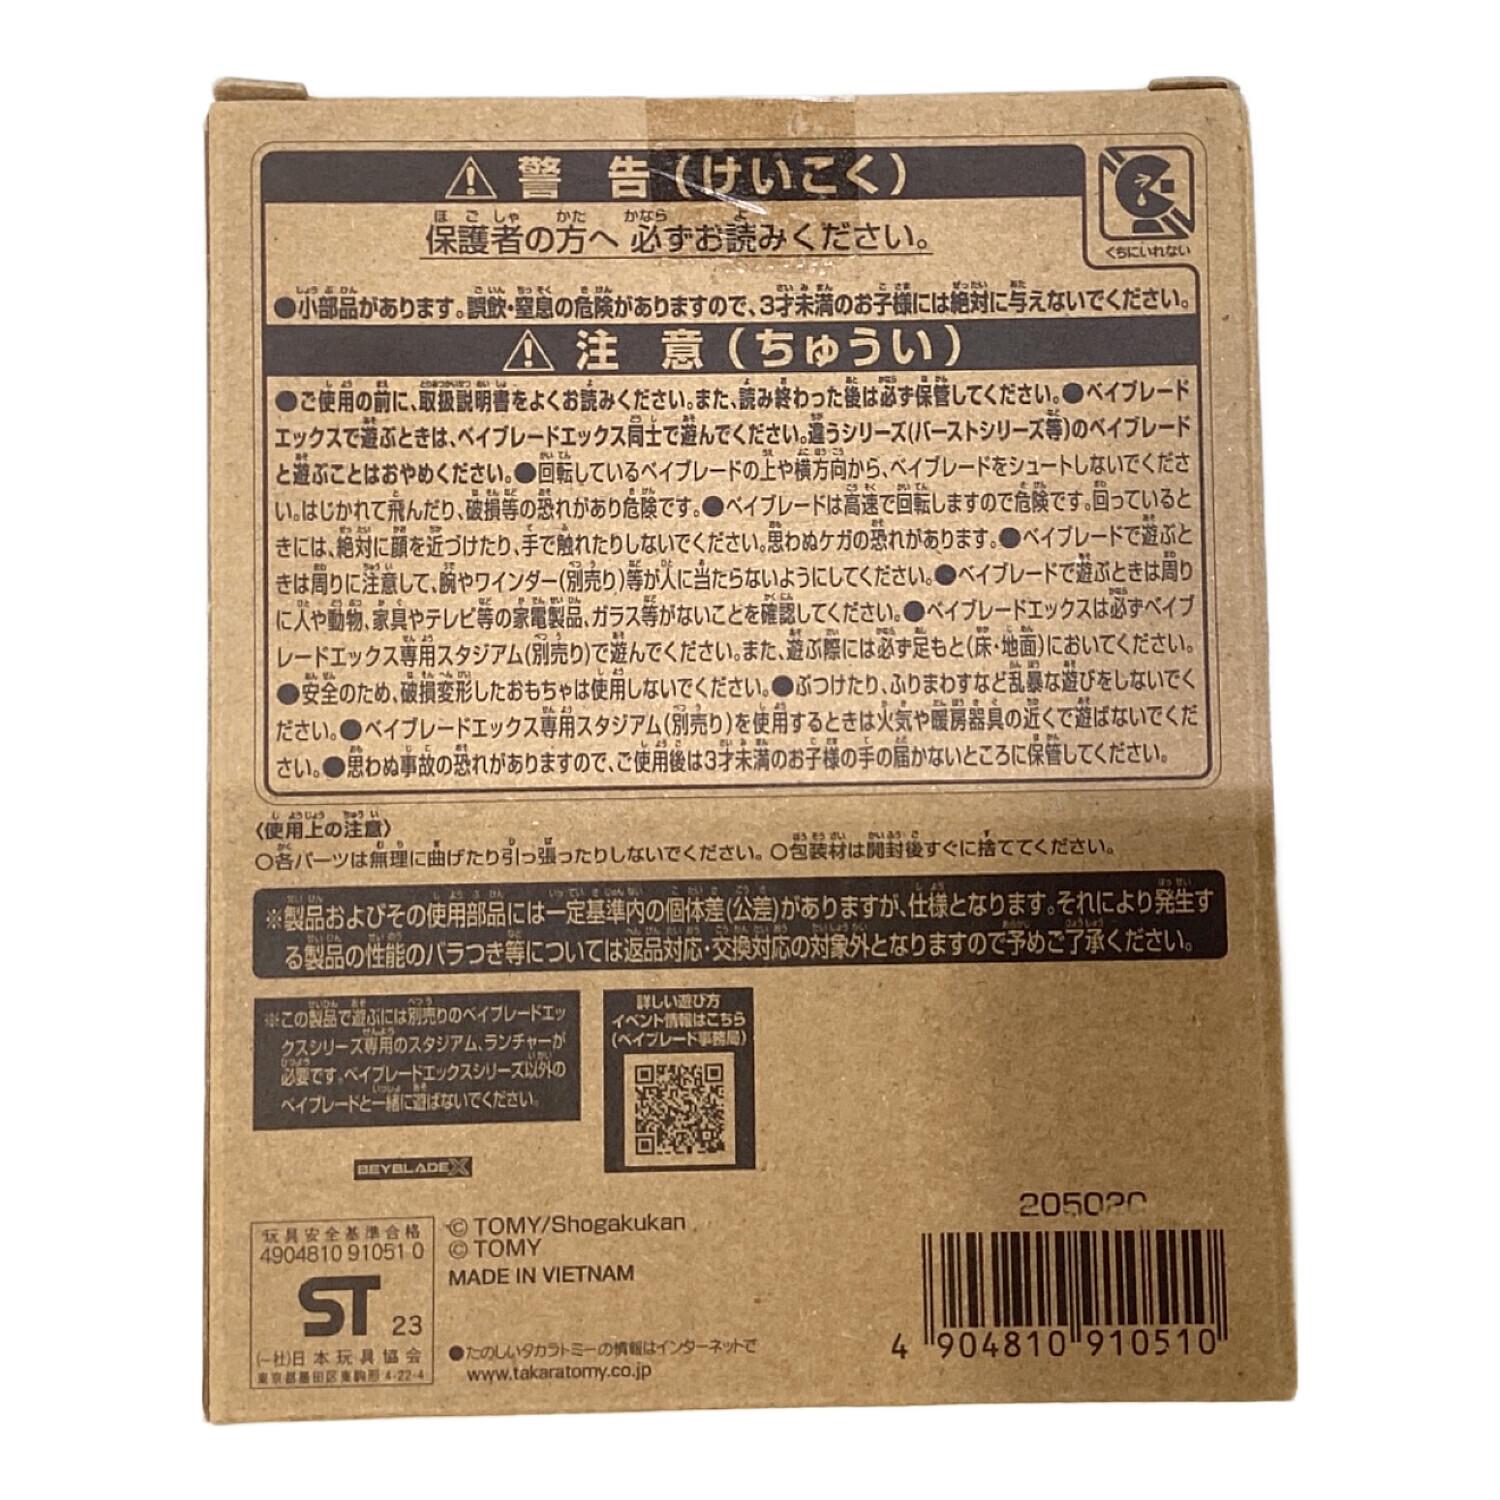 警 告(けいこく)
くちにいれない
保護者の方へ 必ずお読みください。
●小部品があります。誤飲・窒息の危険がありますので、3才未満のお子様には絶対に与えないでください。
注 意(ちゅうい)
●ご使用の前に、取扱説明書をよくお読みください。また、読み終わった後は必ず保管してください。●ベイブレード
エックスで遊ぶときは、ベイブレードエックス同士で遊んでください。違うシリーズ(バーストシリーズ等)のベイブレード
と遊ぶことはおやめください。●回転しているベイブレードの上や横方向から、ベイブレードをシュートしないでくださ
い。はじかれて飛んだり、破損等の恐れがあり危険です。●ベイブレードは高速で回転しますので危険です。回っていると
きには、絶対に顔を近づけたり、手で触れたりしないでください。思わぬケガの恐れがあります。●ベイブレードで遊ぶと
きは周りに注意して、腕やワインダー(別売り)等が人に当たらないようにしてください。●ベイブレードで遊ぶときは周り
に人や動物、家具やテレビ等の家電製品、ガラス等がないことを確認してください。●ベイブレードエックスは必ずベイブ
レードエックス専用スタジアム(別売り)で遊んでください。また、遊ぶ際には必ず足もと(床・地面)においてください。
●安全のため、破損変形したおもちゃは使用しないでください。●ぶつけたり、ふりまわすなど乱暴な遊びをしないでく
ださい。●ベイブレードエックス専用スタジアム(別売り)を使用するときは火気や暖房器具の近くで遊ばないでくだ
さい。●思わぬ事故の恐れがありますので、ご使用後は3才未満のお子様の手の届かないところに保管してください。
〈使用上の注意〉
○各パーツは無理に曲げたり引っ張ったりしないでください。○包装材は開封後すぐに捨ててください。
※製品およびその使用部品には一定基準内の個体差(公差)がありますが、仕様となります。それにより発生す
る製品の性能のバラつき等については返品対応・交換対応の対象外となりますので予めご了承ください。
※この製品で遊ぶには別売りのベイブレードエッ
クスシリーズ専用のスタジアム、ランチャーが
必要です。ベイブレードエックスシリーズ以外の
ベイブレードと一緒に遊ばないでください。
詳しい遊び方
イベント情報はこちら
(ベイブレード事務局)
BEYBLADE X
玩具安全基準合格
4904810 91051 0
ST 23
(一社)日本玩具協会
東京都墨田区東駒形 4-22-4
© TOMY/Shogakukan
© TOMY
MADE IN VIETNAM
●たのしいタカラトミーの情報はインターネットで
www.takaratomy.co.jp
205020
4 904810 910510